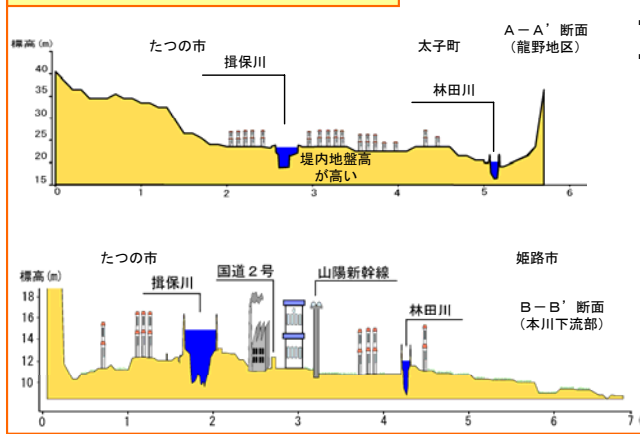 A－A’ 断面
（龍野地区）
標高(m)
たつの市
太子町
揖保川
林田川
40
35
30
25
20
15
堤内地盤高
が高い
0 1 2 3 4 5 6
たつの市
姫路市
標高(m)
揖保川
国道２号
山陽新幹線
林田川
B－B’ 断面
（本川下流部）
18
16
14
12
10
0 1 2 3 4 5 6 7